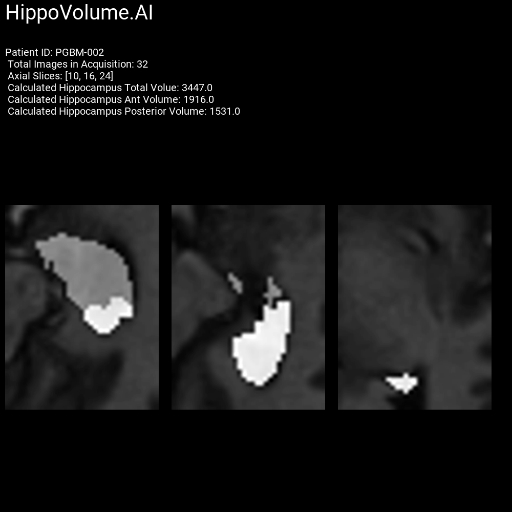 HippoVolume.AI
Patient ID: PGBM-002
Total Images in Acquisition: 32
Axial Slices: [10, 16, 24]
Calculated Hippocampus Total Volue: 3447.0
Calculated Hippocampus Ant Volume: 1916.0
Calculated Hippocampus Posterior Volume: 1531.0